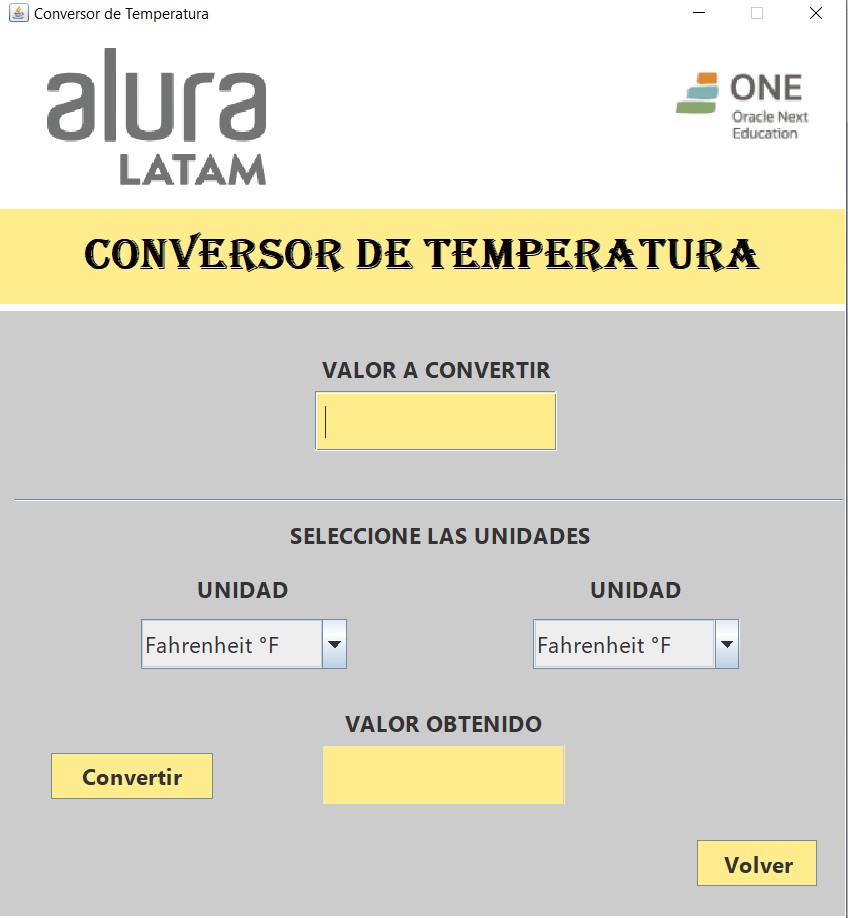 Conversor de Temperatura
alura
LATAM
ONE
Oracle Next
Education
CONVERSOR DE TEMPERATURA
VALOR A CONVERTIR
SELECCIONE LAS UNIDADES
UNIDAD UNIDAD
Fahrenheit °F Fahrenheit °F
VALOR OBTENIDO
Convertir
Volver